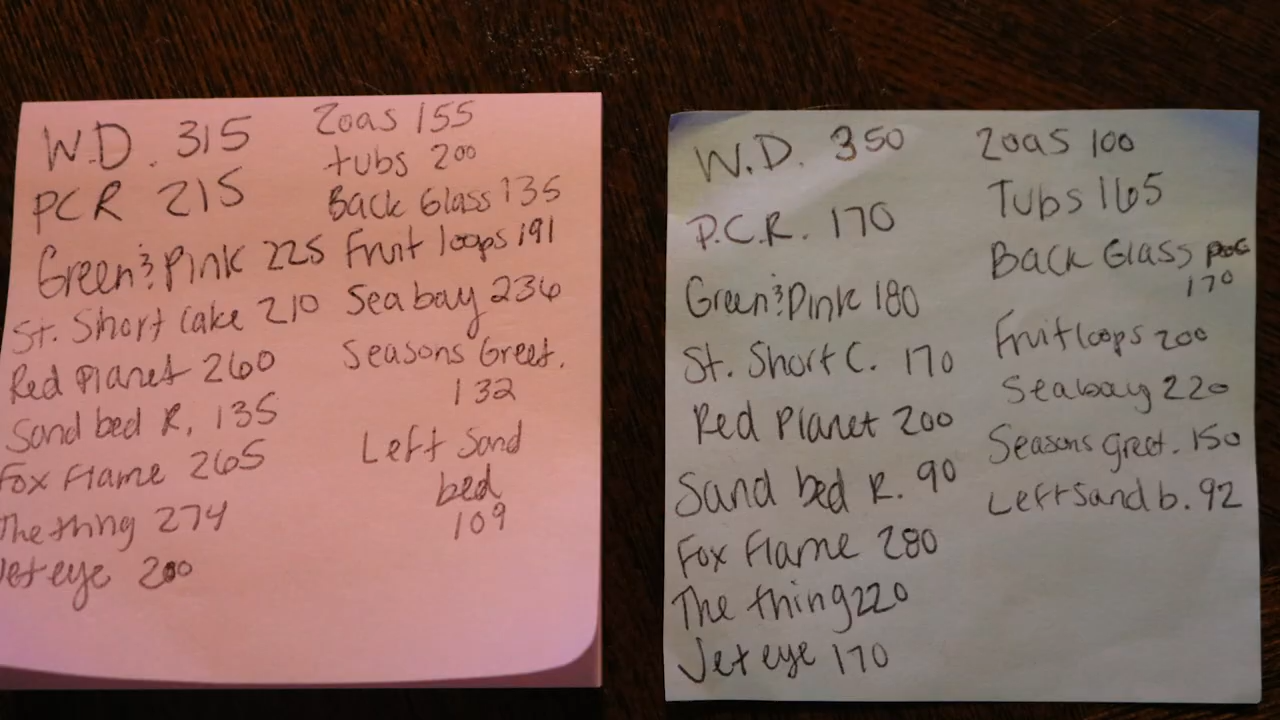 W.D. 315
PCR 215
Green & Pink 225
St. Short Cake 210
Red Planet 260
Sand bed R, 135
Fox Flame 265
The thing 274
Jet eye 200
Zoas 155
tubs 200
Back Glass 135
Fruit loops 191
Sea bay 236
Seasons Greet.
132
Left Sand
bed
109
W.D. 350
P.C.R. 170
Green & Pink 180
St. Short C. 170
Red Planet 200
Sand bed R. 90
Fox Flame 280
The thing 220
Jet eye 170
Zoas 100
Tubs 165
Back Glass
170
Fruit loops 200
Seabay 220
Seasons Greet. 150
Left Sand b. 92